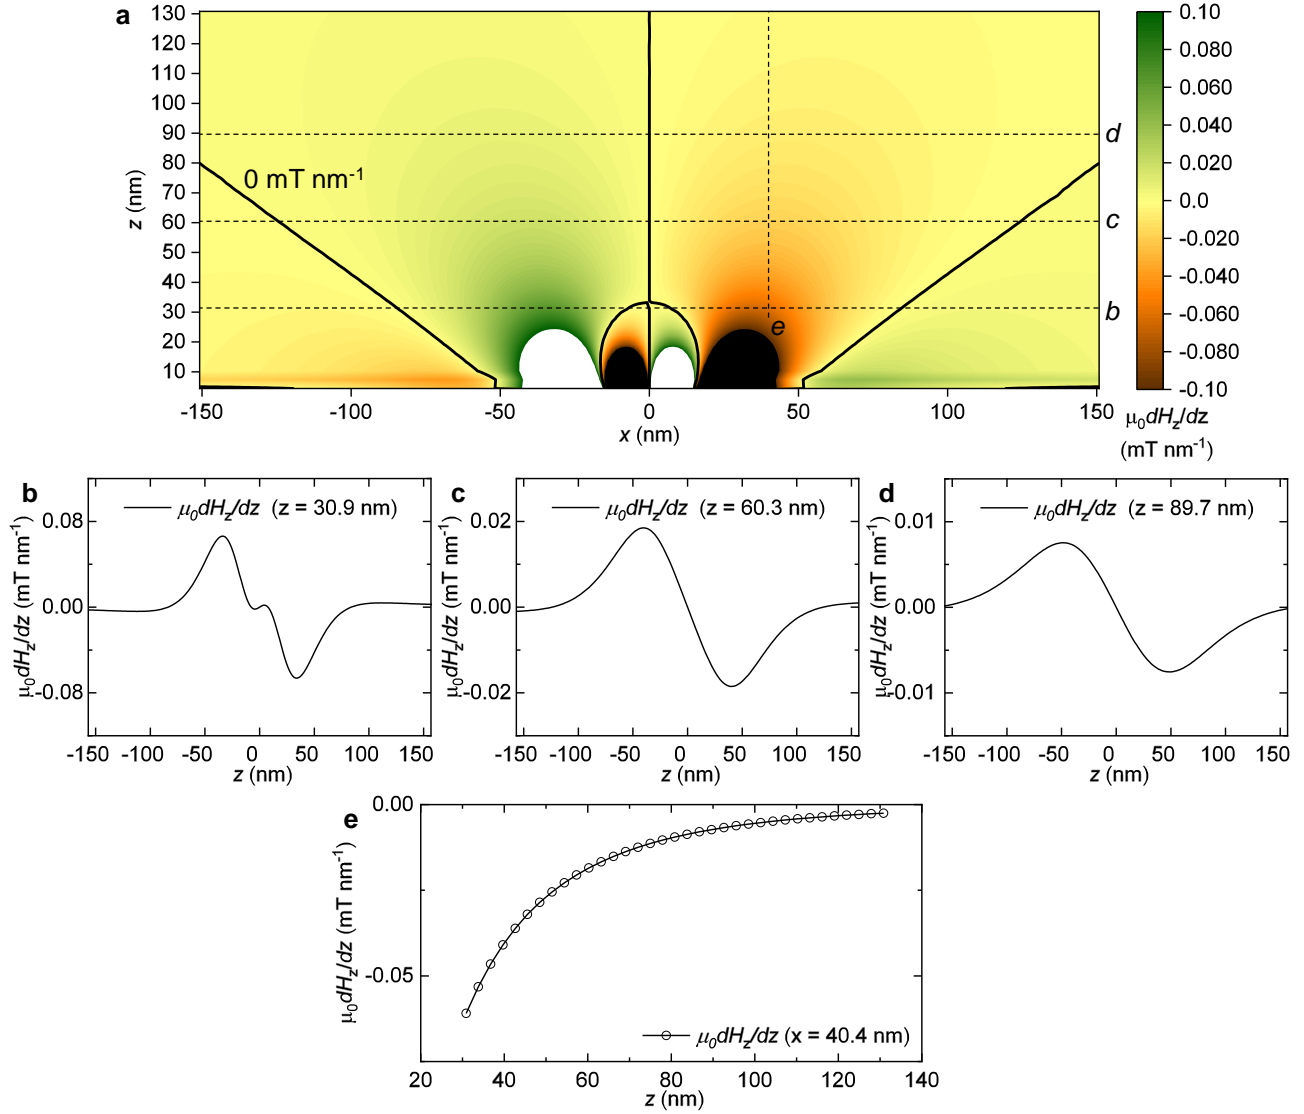 a
130
120
110
100
90
80
70
60
50
40
30
20
10
z (nm)
0 mT nm-1
d
c
b
e
-150
-100
-50
0
50
100
150
x (nm)
0.10
0.080
0.060
0.040
0.020
0.0
-0.020
-0.040
-0.060
-0.080
-0.10
μ0dHz/dz
(mT nm-1)
b
μ0dHz/dz (z = 30.9 nm)
0.08
0.00
-0.08
μ0dHz/dz (mT nm-1)
-150 -100 -50 0 50 100 150
z (nm)
c
μ0dHz/dz (z = 60.3 nm)
0.02
0.00
-0.02
μ0dHz/dz (mT nm-1)
-150 -100 -50 0 50 100 150
z (nm)
d
μ0dHz/dz (z = 89.7 nm)
0.01
0.00
-0.01
μ0dHz/dz (mT nm-1)
-150 -100 -50 0 50 100 150
z (nm)
e
0.00
-0.05
μ0dHz/dz (mT nm-1)
μ0dHz/dz (x = 40.4 nm)
20 40 60 80 100 120 140
z (nm)